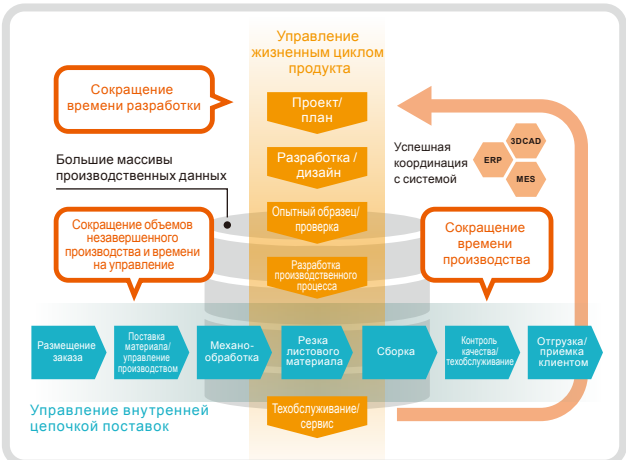 Управление
жизненным циклом
продукта
Сокращение
времени разработки
Проект/
план
Разработка /
дизайн
Успешная
координация
с системой
3DCAD
ERP
MES
Большие массивы
производственных данных
Опытный образец/
проверка
Сокращение объемов
незавершенного
производства и времени
на управление
Сокращение
времени
производства
Разработка
производственного
процесса
Размещение
заказа
Поставка
материала/
управление
производством
Механо-
обработка
Резка
листового
материала
Сборка
Контроль
качества/
техобслуживание
Отгрузка/
приемка
клиентом
Управление внутренней
цепочкой поставок
Техобслуживание/
сервис